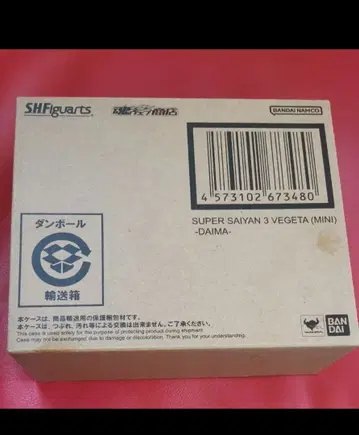 S.H.Figuarts
魂ウェブ商店
BANDAI NAMCO
4 573102 673480
SUPER SAIYAN 3 VEGETA (MINI)
-DAIMA-
ダンボール
輸送箱
本ケースは、商品輸送用の保護梱包材です。
本ケースは、つぶれ、汚れ等による交換は出来ません。ご了承ください。
This case is used solely for the purpose of protecting product during shipment.
Case may not be exchanged due to damage or discoloration. Thank you for your understanding.
BAN
DAI